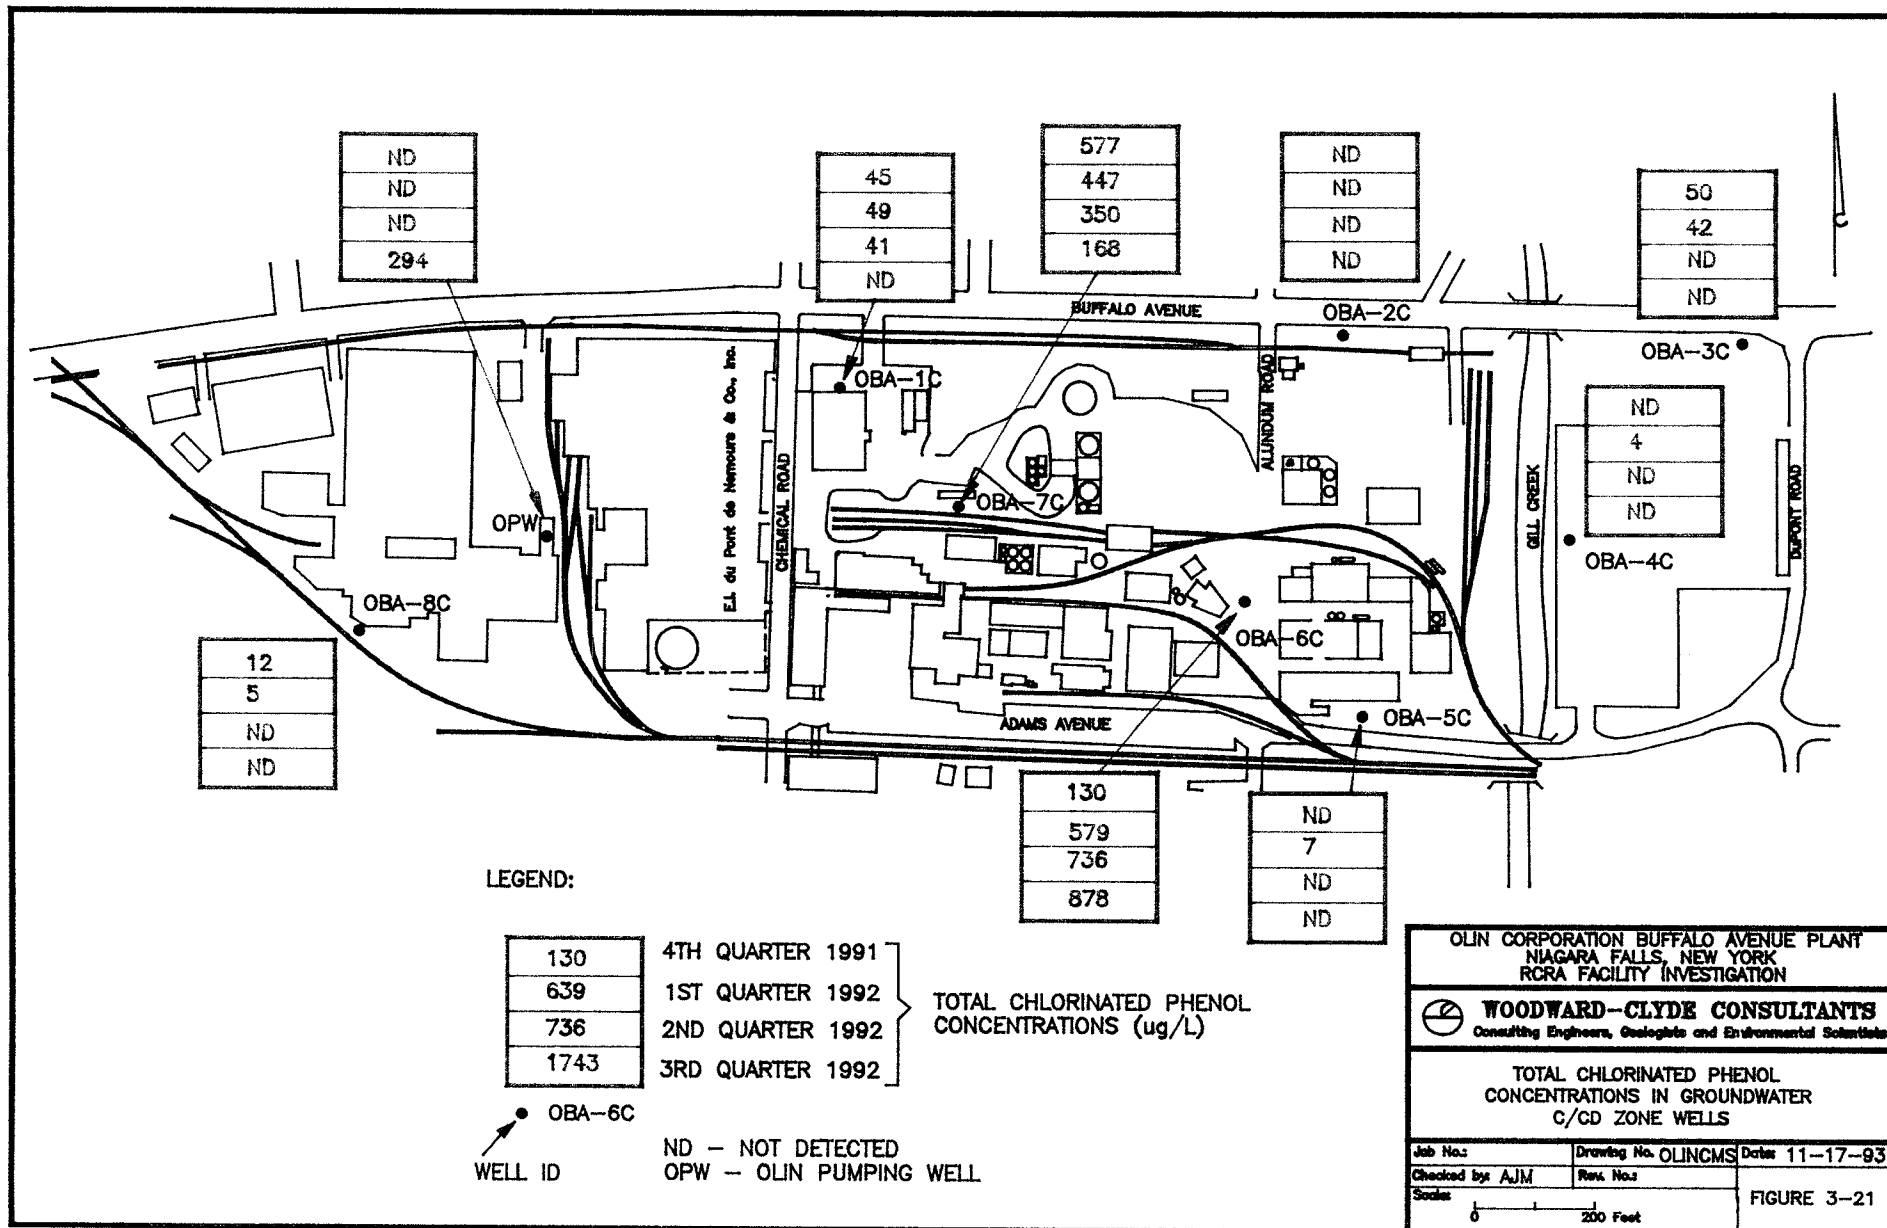 ND
ND
ND
294
45
49
41
ND
577
447
350
168
ND
ND
ND
ND
50
42
ND
ND
BUFFALO AVENUE
OBA-2C
OBA-3C
OBA-1C
E.I. du Pont de Nemours & Co., Inc.
CHEMICAL ROAD
ALUNDUM ROAD
GILL CREEK
DUPONT ROAD
ND
4
ND
ND
OBA-7C
OPW
OBA-4C
OBA-8C
OBA-6C
12
5
ND
ND
ADAMS AVENUE
OBA-5C
130
579
736
878
ND
7
ND
ND
LEGEND:
130 4TH QUARTER 1991
639 1ST QUARTER 1992
736 2ND QUARTER 1992
1743 3RD QUARTER 1992
TOTAL CHLORINATED PHENOL
CONCENTRATIONS (ug/L)
OBA-6C
WELL ID
ND - NOT DETECTED
OPW - OLIN PUMPING WELL
OLIN CORPORATION BUFFALO AVENUE PLANT
NIAGARA FALLS, NEW YORK
RCRA FACILITY INVESTIGATION
WOODWARD-CLYDE CONSULTANTS
Consulting Engineers, Geologists and Environmental Scientists
TOTAL CHLORINATED PHENOL
CONCENTRATIONS IN GROUNDWATER
C/CD ZONE WELLS
Job No.: Drawing No. OLINCMS Date: 11-17-93
Checked by: AJM Rev. No.:
Scale: 0 200 Feet
FIGURE 3-21